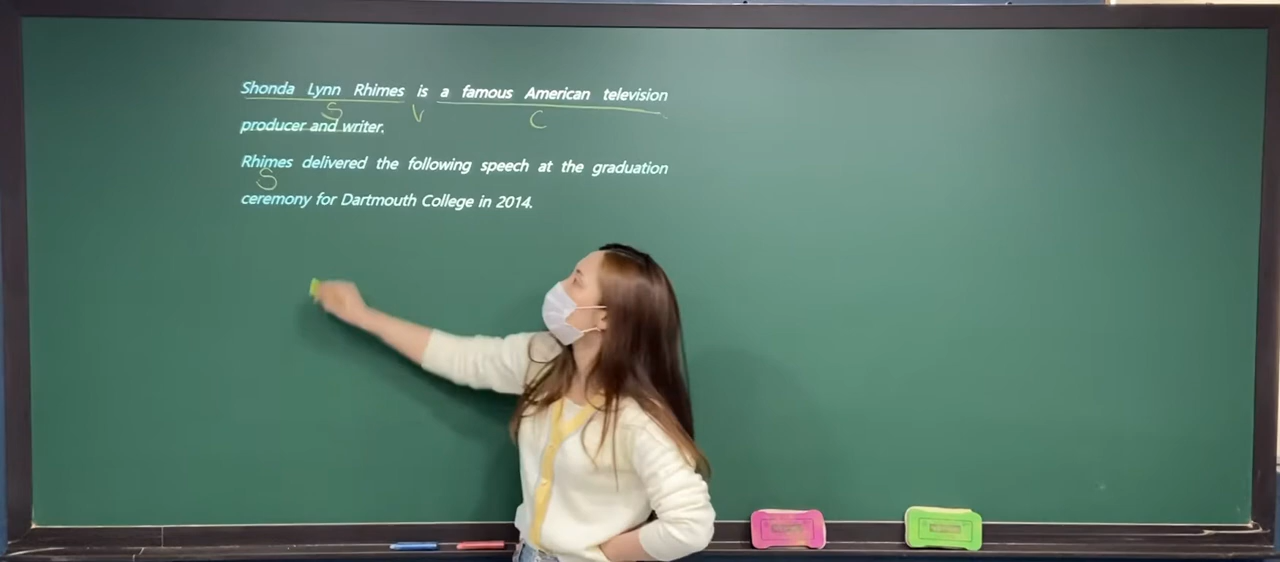 Shonda Lynn Rhimes is a famous American television
S V C
producer and writer.
Rhimes delivered the following speech at the graduation
S
ceremony for Dartmouth College in 2014.